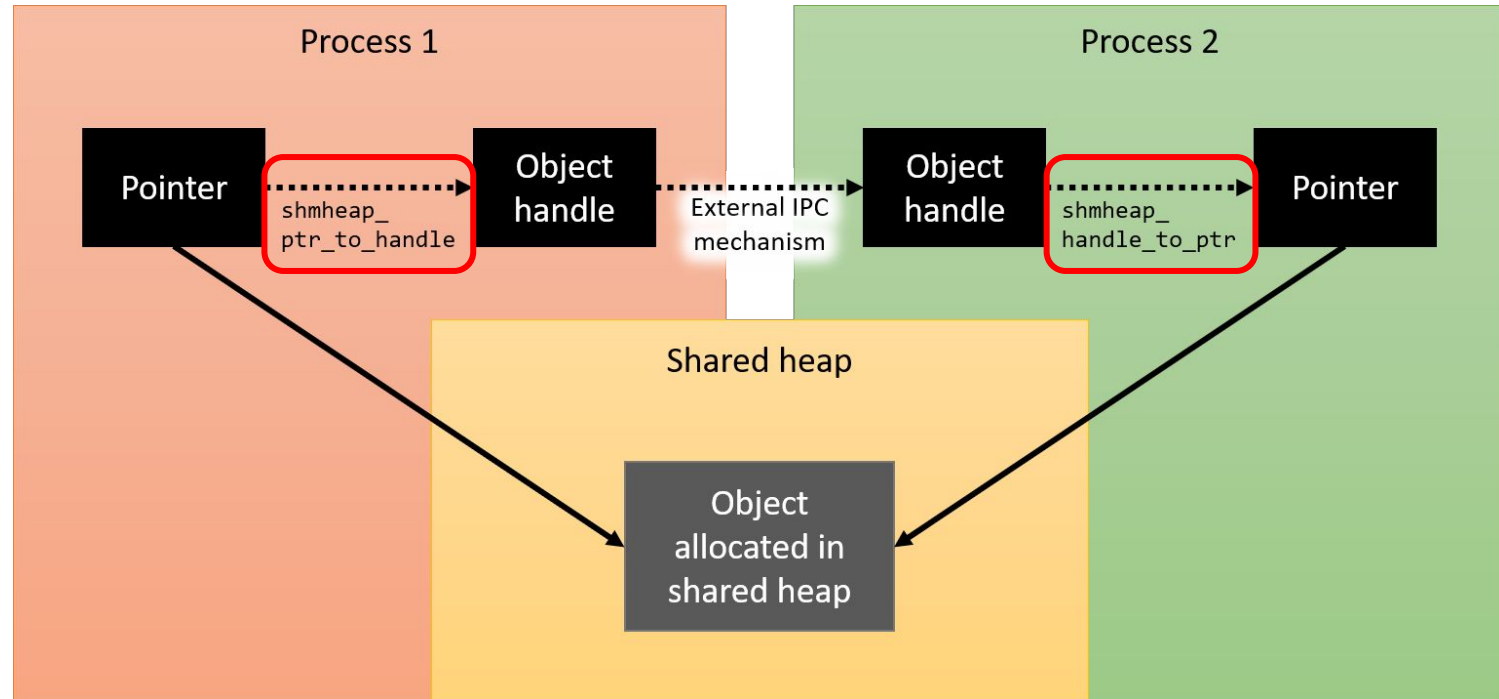 Process 1
Process 2
Pointer
shmheap_
ptr_to_handle
Object
handle
External IPC
mechanism
Object
handle
shmheap_
handle_to_ptr
Pointer
Shared heap
Object
allocated in
shared heap